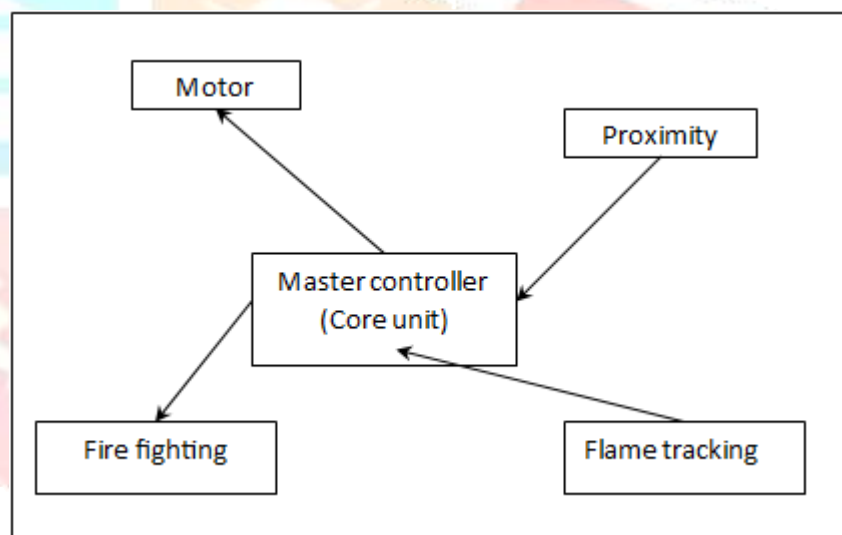 Motor
Proximity
Master controller
(Core unit)
Fire fighting
Flame tracking